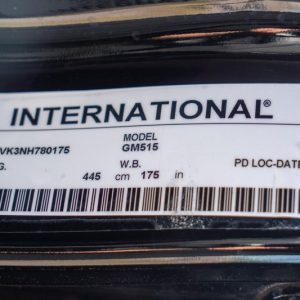 INTERNATIONAL®
MODEL
VK3NH780175 GM515
G. W.B. PD LOC-DATE
445 cm 175 in